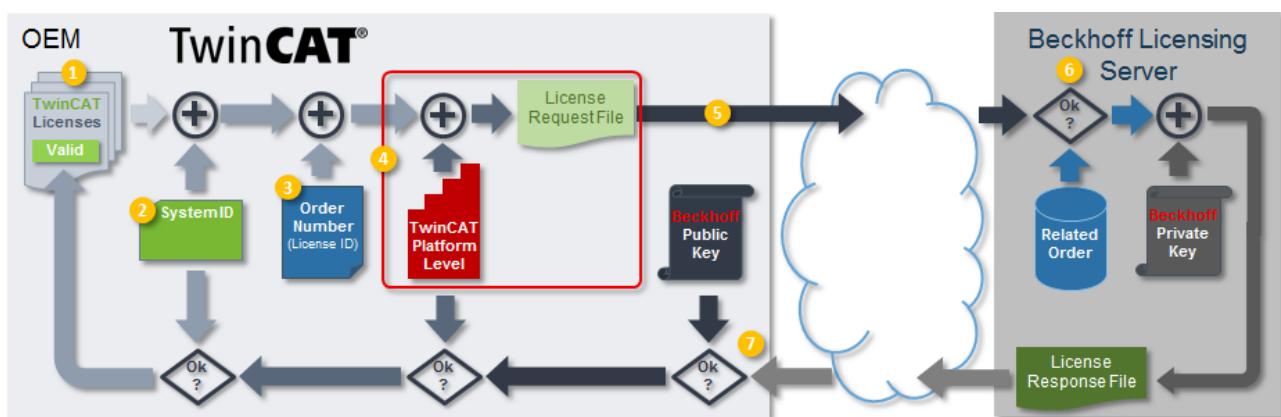 OEM
TwinCAT®
Beckhoff Licensing
Server
1
TwinCAT
Licenses
Valid
2
System ID
3
Order
Number
(License ID)
4
TwinCAT
Platform
Level
License
Request File
5
Beckhoff
Public
Key
6
Ok
?
Related
Order
Beckhoff
Private
Key
License
Response File
7
Ok
?
Ok
?
Ok
?